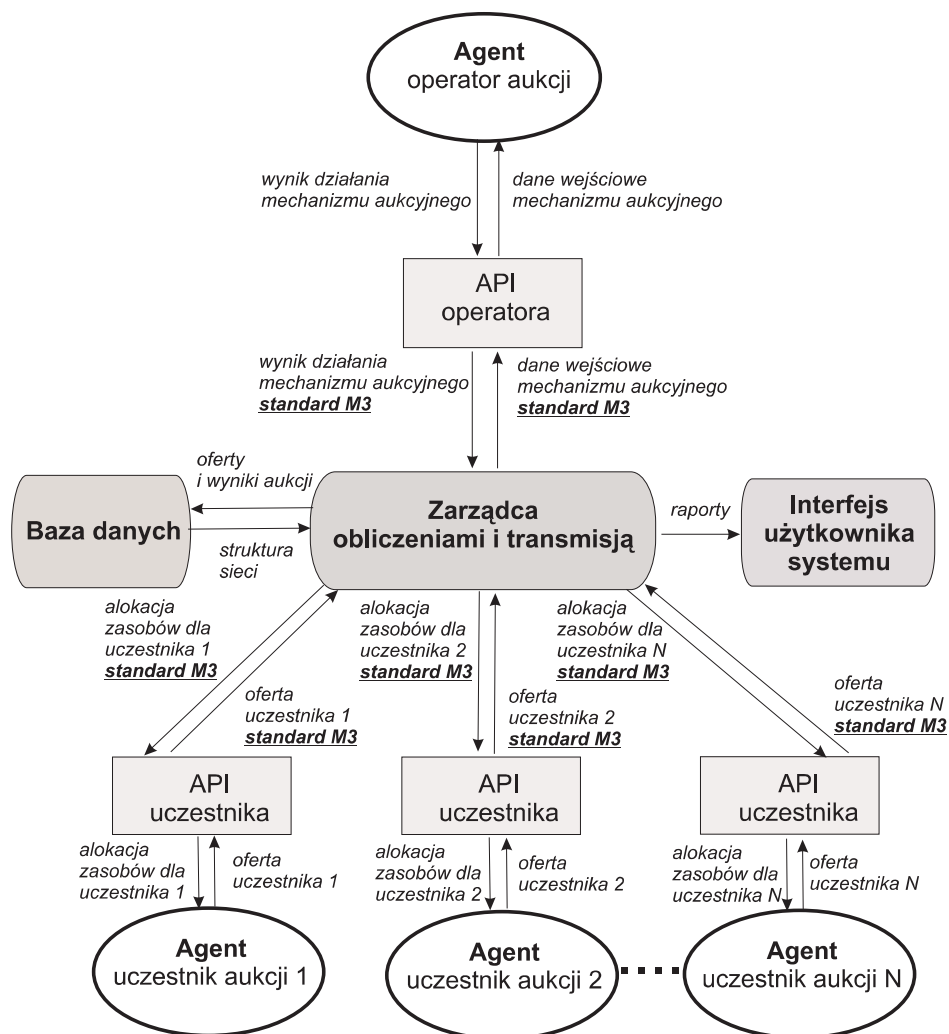 Agent
operator aukcji
wynik działania
mechanizmu aukcyjnego
dane wejściowe
mechanizmu aukcyjnego
API
operatora
wynik działania
mechanizmu aukcyjnego
standard M3
dane wejściowe
mechanizmu aukcyjnego
standard M3
oferty
i wyniki aukcji
Baza danych
struktura
sieci
Zarządca
obliczeniami i transmisją
raporty
Interfejs
użytkownika
systemu
alokacja
zasobów dla
uczestnika 1
standard M3
oferta
uczestnika 1
standard M3
alokacja
zasobów dla
uczestnika 2
standard M3
oferta
uczestnika 2
standard M3
alokacja
zasobów dla
uczestnika N
standard M3
oferta
uczestnika N
standard M3
API
uczestnika
API
uczestnika
API
uczestnika
alokacja
zasobów dla
uczestnika 1
oferta
uczestnika 1
alokacja
zasobów dla
uczestnika 2
oferta
uczestnika 2
alokacja
zasobów dla
uczestnika N
oferta
uczestnika N
Agent
uczestnik aukcji 1
Agent
uczestnik aukcji 2
Agent
uczestnik aukcji N